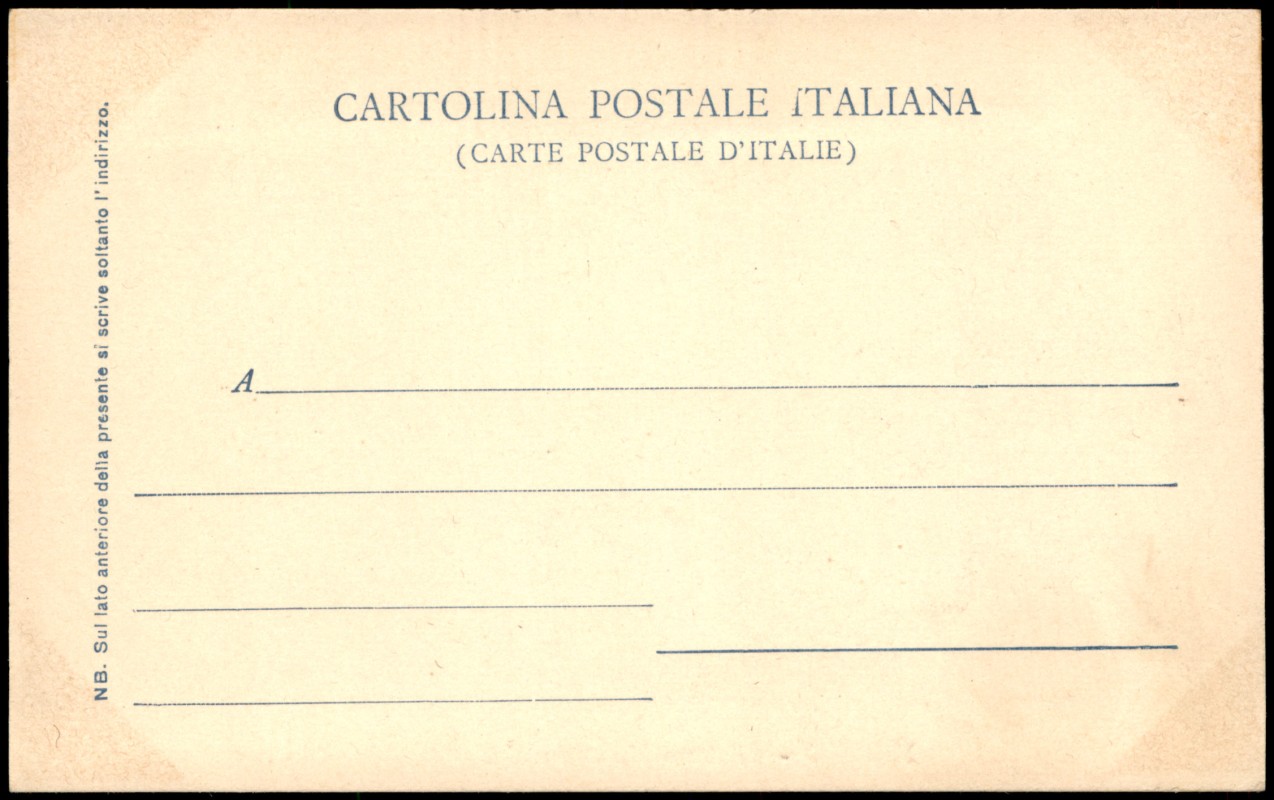 CARTOLINA POSTALE ITALIANA
(CARTE POSTALE D'ITALIE)
A
NB. Sul lato anteriore della presente si scrive soltanto l'indirizzo.